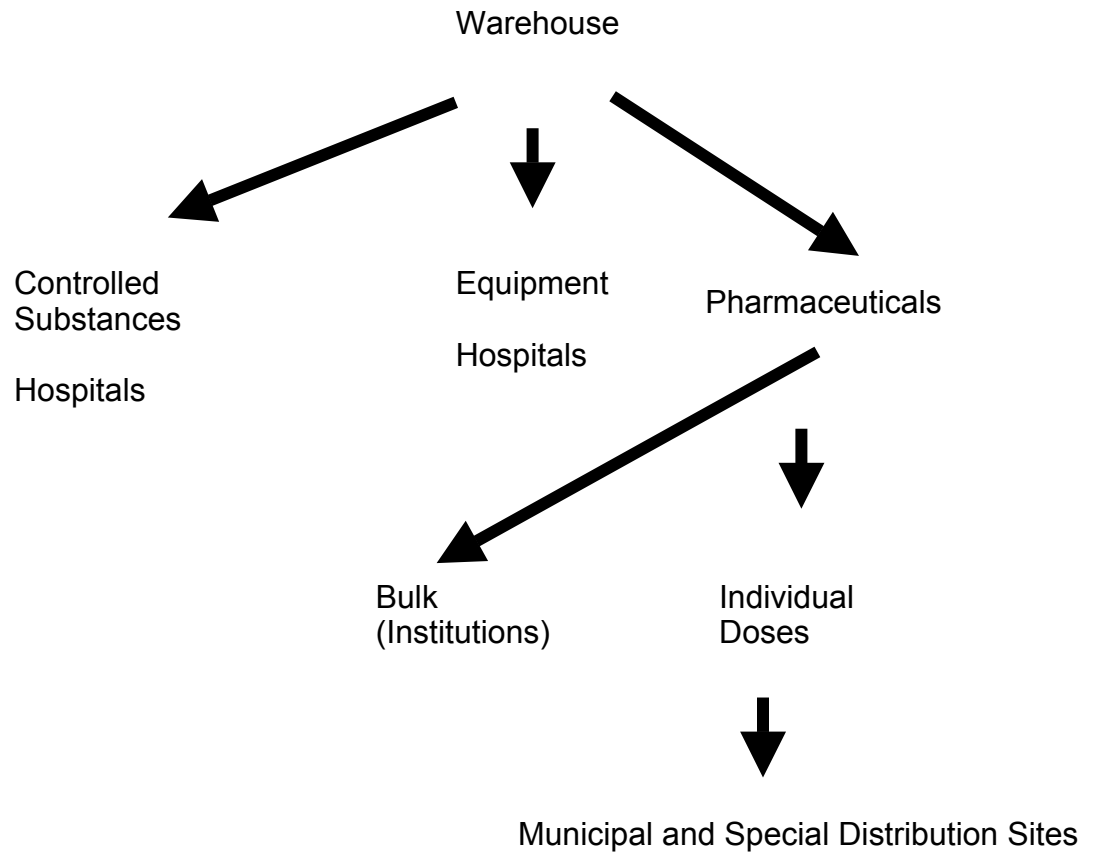 Warehouse
Controlled
Substances
Hospitals
Equipment
Hospitals
Pharmaceuticals
Bulk
(Institutions)
Individual
Doses
Municipal and Special Distribution Sites